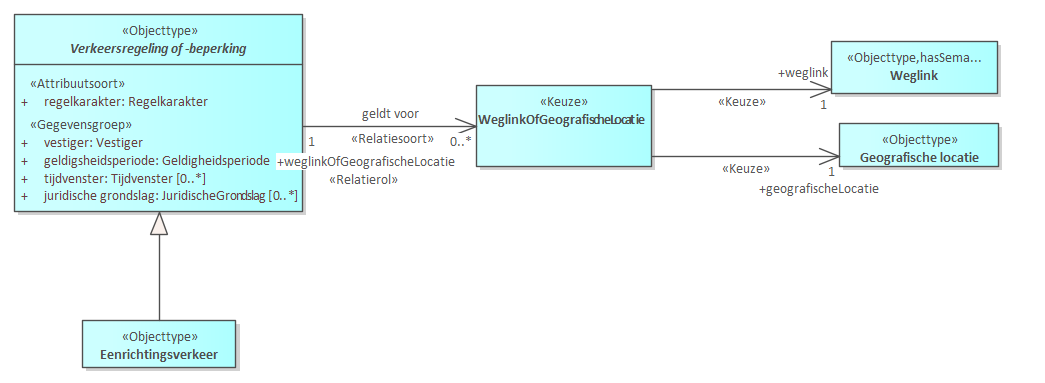 «Objecttype»
Verkeersregeling of -beperking
«Attribuutsoort»
+ regelkarakter: Regelkarakter
«Gegevensgroep»
+ vestiger: Vestiger
+ geldigsheidsperiode: Geldigheidsperiode
+ tijdvenster: Tijdvenster [0..*]
+ juridische grondslag: JuridischeGrondslag [0..*]
geldt voor
1 «Relatiesoort» 0..*
+weglinkOfGeografischeLocatie
«Relatierol»
«Keuze»
WeglinkOfGeografischeLocatie
+weglink
«Keuze» 1
«Objecttype,hasSema...
Weglink
«Keuze» 1
+geografischeLocatie
«Objecttype»
Geografische locatie
«Objecttype»
Eenrichtingsverkeer